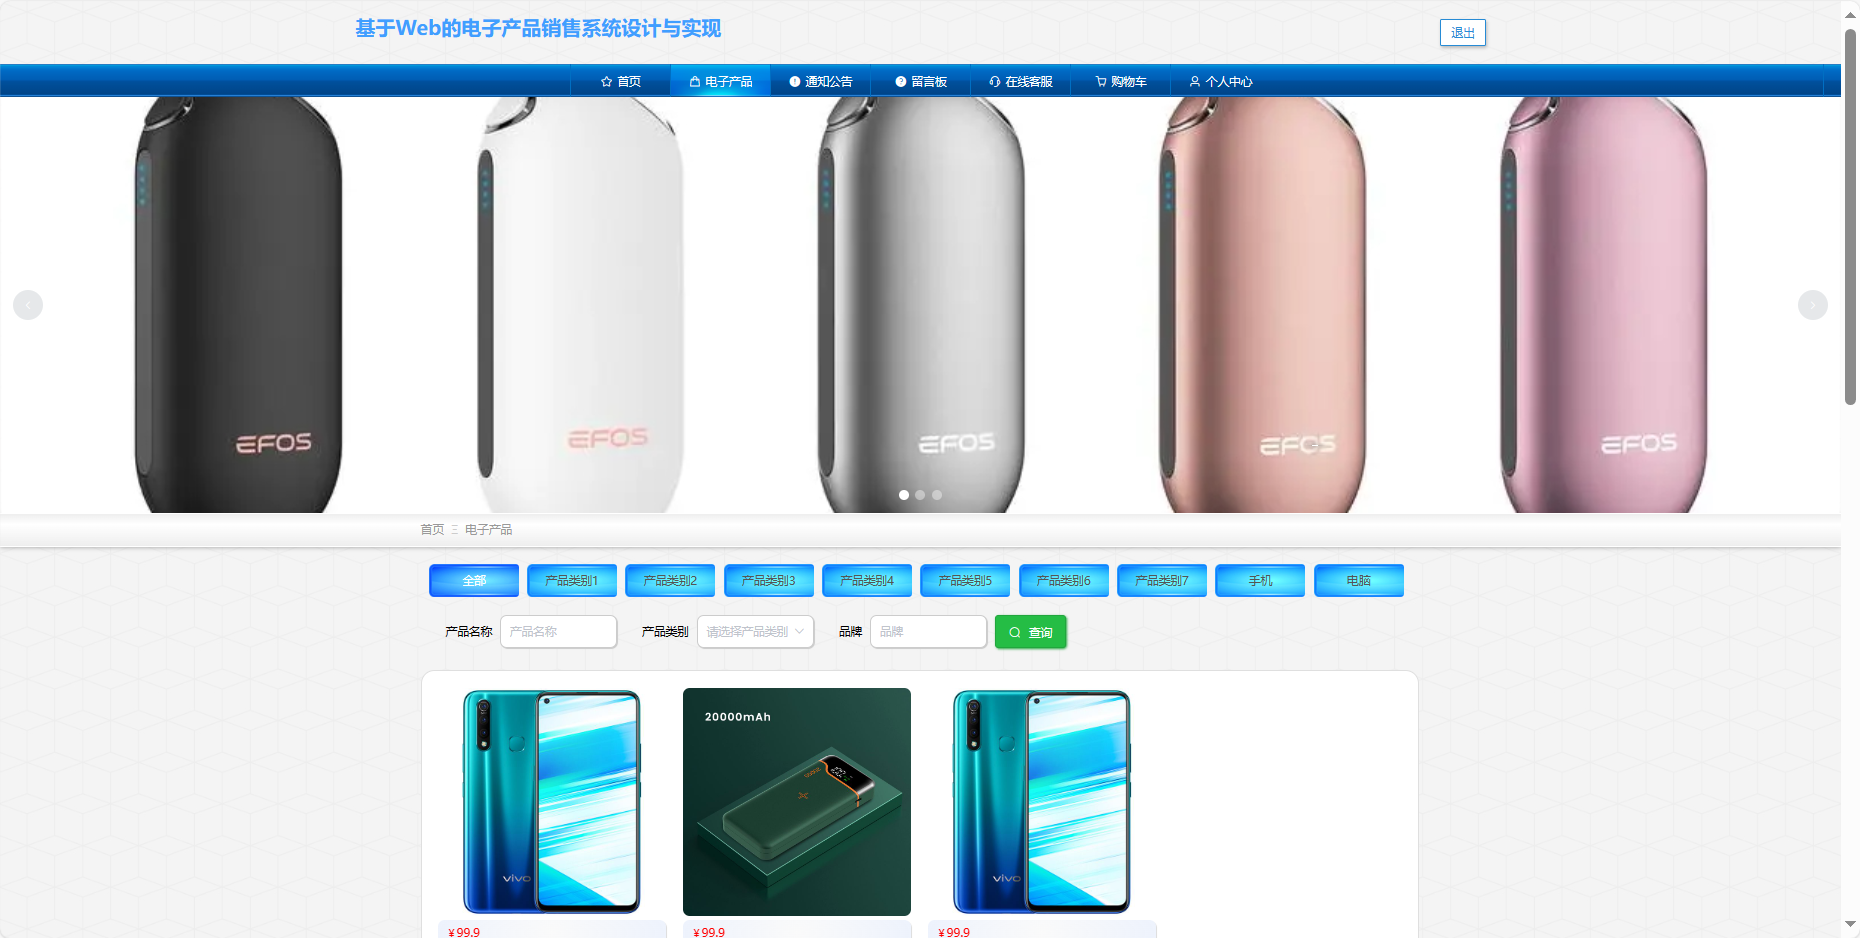 基于Web的电子产品销售系统设计与实现
退出
首页 电子产品 通知公告 留言板 在线客服 购物车 个人中心
EFOS EFOS EFOS EFOS EFOS
首页 电子产品
全部 产品类别1 产品类别2 产品类别3 产品类别4 产品类别5 产品类别6 产品类别7 手机 电脑
产品名称 产品名称 产品类别 请选择产品类别 品牌 品牌 查询
20000mAh
vivo vivo
¥99.9 ¥99.9 ¥99.9